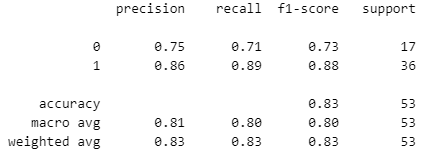 precision recall f1-score support
0 0.75 0.71 0.73 17
1 0.86 0.89 0.88 36
accuracy 0.83 53
macro avg 0.81 0.80 0.80 53
weighted avg 0.83 0.83 0.83 53